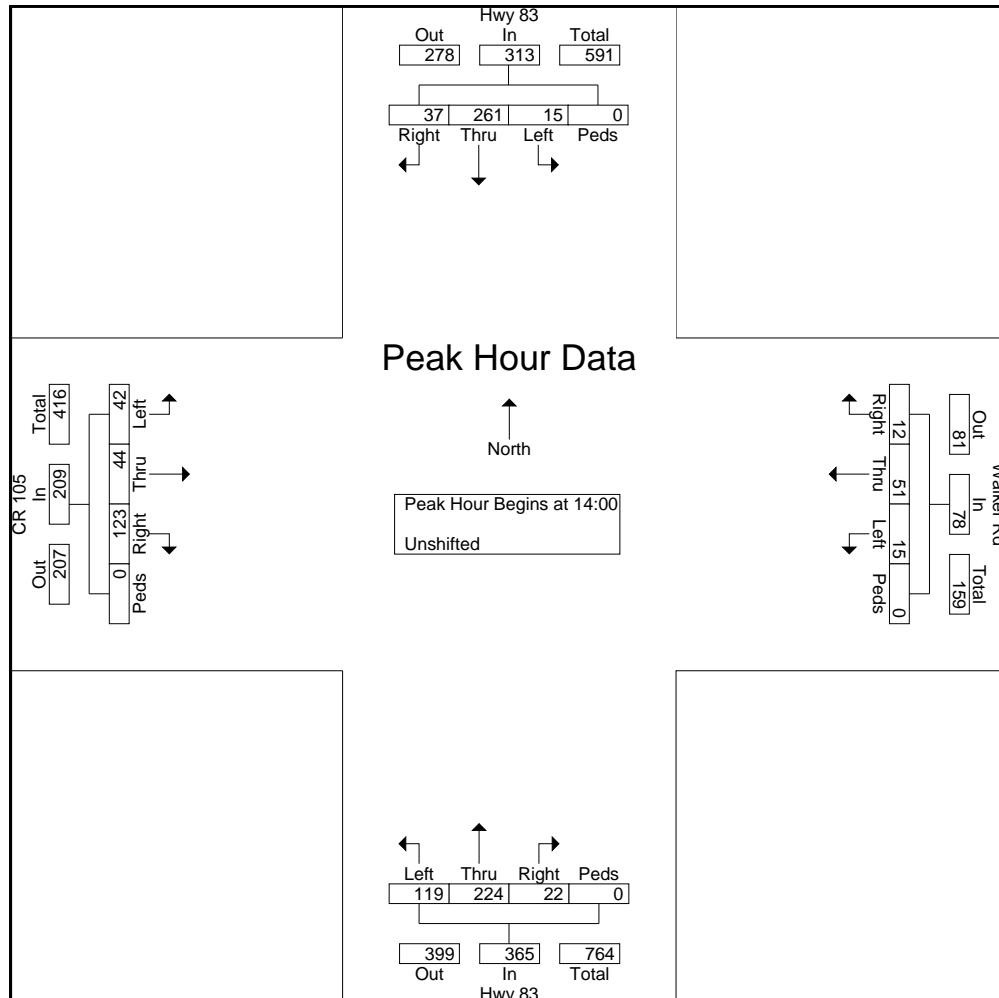 Hwy 83
Out In Total
278 313 591
37 261 15 0
Right Thru Left Peds
Peak Hour Data
North
Peak Hour Begins at 14:00
Unshifted
CR 105
Out In Total
207 209 416
Left Thru Right Peds
42 44 123 0
Out In Total
81 78 159
Right Thru Left Peds
12 51 15 0
Left Thru Right Peds
119 224 22 0
399 365 764
Out In Total
Hwy 83